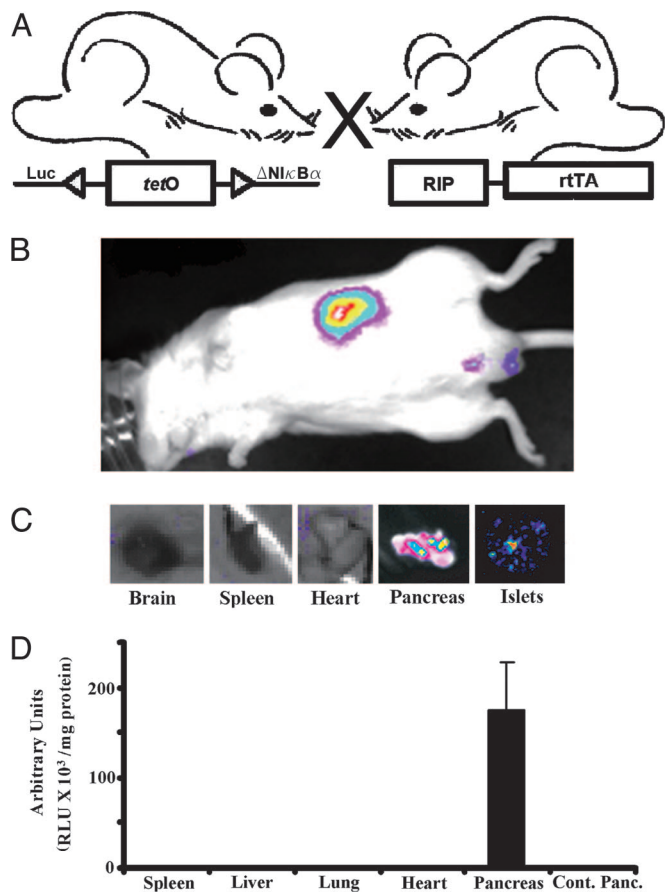 A
Luc
tetO
ΔNIκBα
X
RIP
rtTA
B
C
Brain
Spleen
Heart
Pancreas
Islets
D
Arbitrary Units
(RLU X 10³ /mg protein)
200
100
0
Spleen
Liver
Lung
Heart
Pancreas
Cont. Panc.